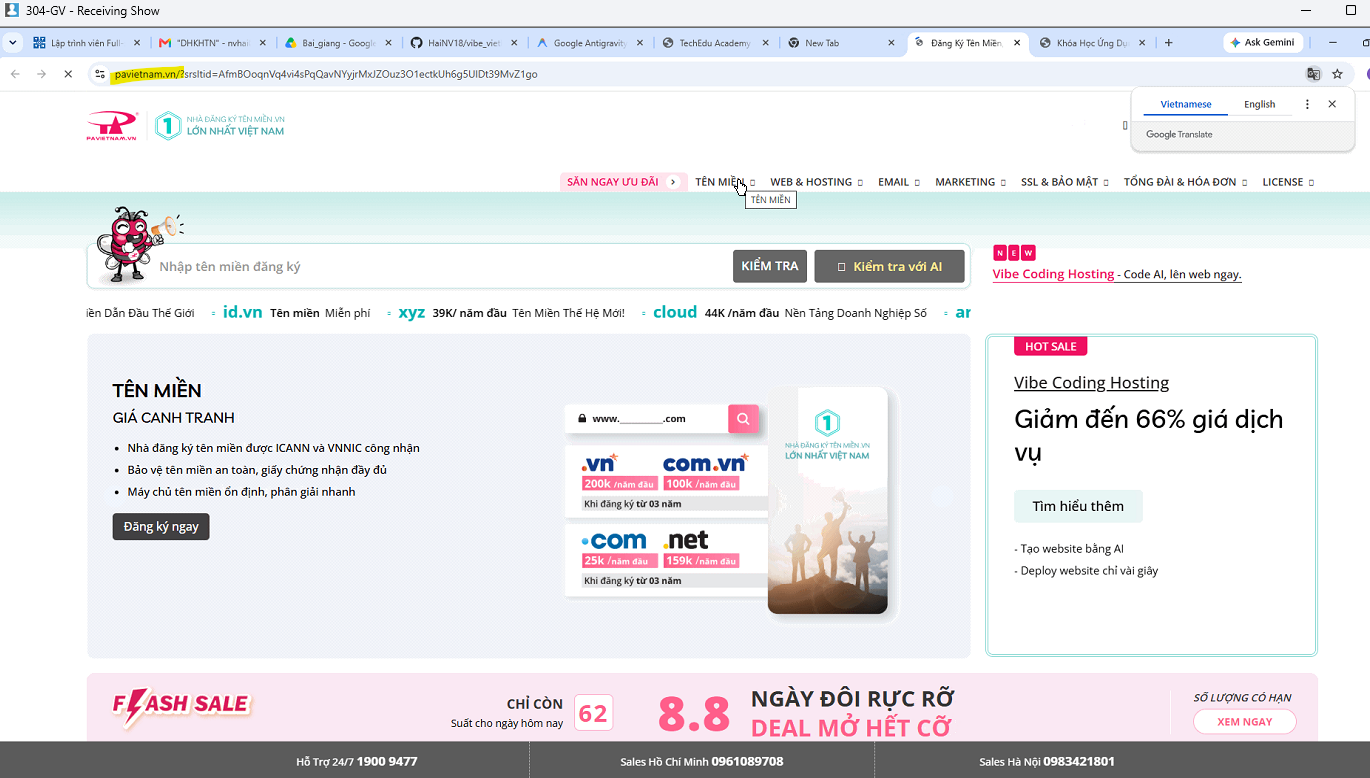 304-GV - Receiving Show
Lập trình viên Full-
"DHKHTN" - nvhai
Bai_giang - Google
HaiNV18/vibe_viet
Google Antigravity
TechEdu Academy
New Tab
Đăng Ký Tên Miền,
Khóa Học Ứng Dụ
Ask Gemini
pavietnam.vn/?srsltid=AfmBOoqnVq4vi4sPqQavNYyjrMxJZOuz3O1ectkUh6g5UIDt39MvZ1go
Vietnamese
English
Google Translate
PAVIETNAM.VN
1
NHÀ ĐĂNG KÝ TÊN MIỀN.VN
LỚN NHẤT VIỆT NAM
SĂN NGAY ƯU ĐÃI
TÊN MIỀN
WEB & HOSTING
EMAIL
MARKETING
SSL & BẢO MẬT
TỔNG ĐÀI & HÓA ĐƠN
LICENSE
TÊN MIỀN
Nhập tên miền đăng ký
KIỂM TRA
Kiểm tra với AI
NEW
Vibe Coding Hosting - Code AI, lên web ngay.
iền Dẫn Đầu Thế Giới
id.vn Tên miền Miễn phí
xyz 39K/ năm đầu Tên Miền Thế Hệ Mới!
cloud 44K /năm đầu Nền Tảng Doanh Nghiệp Số
TÊN MIỀN
GIÁ CANH TRANH
Nhà đăng ký tên miền được ICANN và VNNIC công nhận
Bảo vệ tên miền an toàn, giấy chứng nhận đầy đủ
Máy chủ tên miền ổn định, phân giải nhanh
Đăng ký ngay
www.________.com
.vn
200k /năm đầu
com.vn
100k /năm đầu
Khi đăng ký từ 03 năm
.com
25k /năm đầu
.net
159k /năm đầu
Khi đăng ký từ 03 năm
1
NHÀ ĐĂNG KÝ TÊN MIỀN.VN
LỚN NHẤT VIỆT NAM
HOT SALE
Vibe Coding Hosting
Giảm đến 66% giá dịch
vụ
Tìm hiểu thêm
- Tạo website bằng AI
- Deploy website chỉ vài giây
FLASH SALE
CHỈ CÒN
Suất cho ngày hôm nay
62
8.8
NGÀY ĐÔI RỰC RỠ
DEAL MỞ HẾT CỠ
SỐ LƯỢNG CÓ HẠN
XEM NGAY
Hỗ Trợ 24/7 1900 9477
Sales Hồ Chí Minh 0961089708
Sales Hà Nội 0983421801